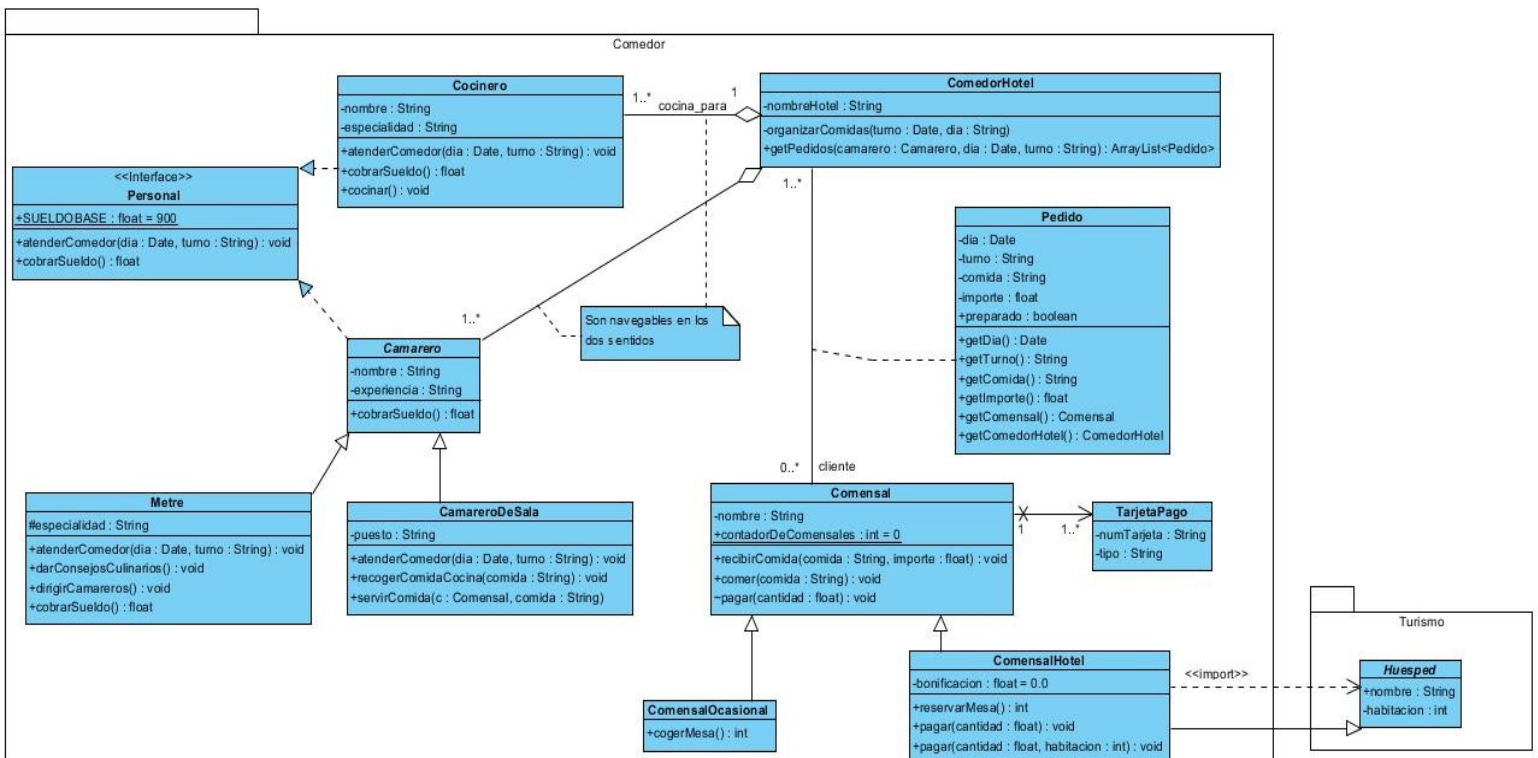 Comedor
Cocinero
-nombre : String
-especialidad : String
+atenderComedor(dia : Date, turno : String) : void
+cobrarSueldo() : float
+cocinar() : void
1..*
cocina_para
1
ComedorHotel
-nombreHotel : String
-organizarComidas(turno : Date, dia : String)
+getPedidos(camarero : Camarero, dia : Date, turno : String) : ArrayList<Pedido>
1..*
<<Interface>>
Personal
+SUELDOBASE : float = 900
+atenderComedor(dia : Date, turno : String) : void
+cobrarSueldo() : float
Pedido
-dia : Date
-turno : String
-comida : String
-importe : float
+preparado : boolean
+getDia() : Date
+getTurno() : String
+getComida() : String
+getImporte() : float
+getComensal() : Comensal
+getComedorHotel() : ComedorHotel
1..*
Son navegables en los
dos sentidos
Camarero
-nombre : String
-experiencia : String
+cobrarSueldo() : float
0..*
cliente
Metre
#especialidad : String
+atenderComedor(dia : Date, turno : String) : void
+darConsejosCulinarios() : void
+dirigirCamareros() : void
+cobrarSueldo() : float
CamareroDeSala
-puesto : String
+atenderComedor(dia : Date, turno : String) : void
+recogerComidaCocina(comida : String) : void
+servirComida(c : Comensal, comida : String)
Comensal
-nombre : String
+contadorDeComensales : int = 0
+recibirComida(comida : String, importe : float) : void
+comer(comida : String) : void
~pagar(cantidad : float) : void
1
1..*
TarjetaPago
-numTarjeta : String
-tipo : String
ComensalOcasional
+cogerMesa() : int
ComensalHotel
-bonificacion : float = 0.0
+reservarMesa() : int
+pagar(cantidad : float) : void
+pagar(cantidad : float, habitacion : int) : void
<<import>>
Turismo
Huesped
+nombre : String
-habitacion : int